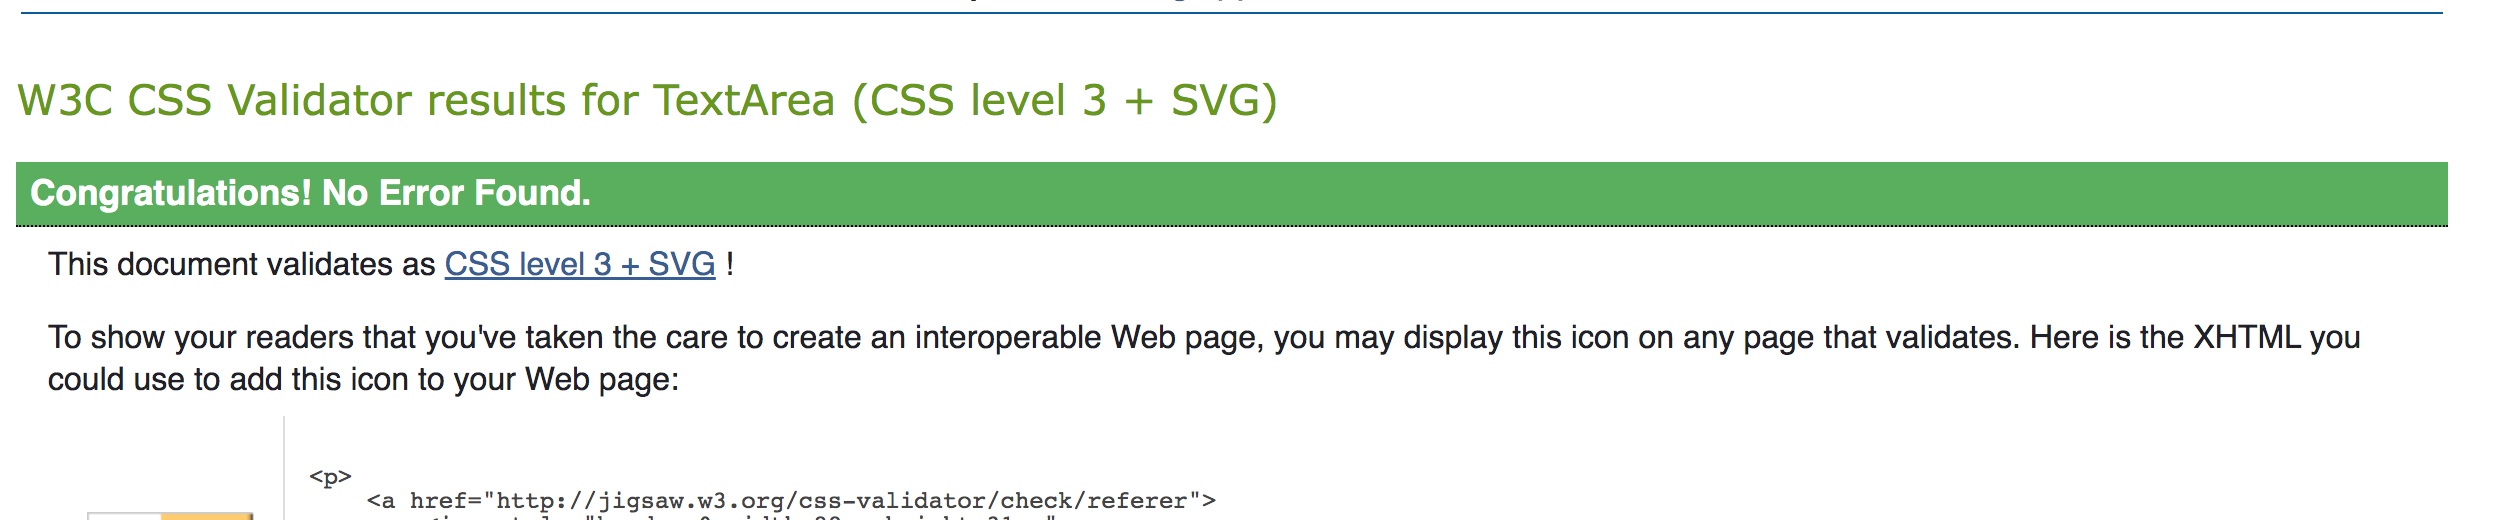 W3C CSS Validator results for TextArea (CSS level 3 + SVG)
Congratulations! No Error Found.
This document validates as CSS level 3 + SVG !
To show your readers that you've taken the care to create an interoperable Web page, you may display this icon on any page that validates. Here is the XHTML you
could use to add this icon to your Web page:
<p>
<a href="http://jigsaw.w3.org/css-validator/check/referer">